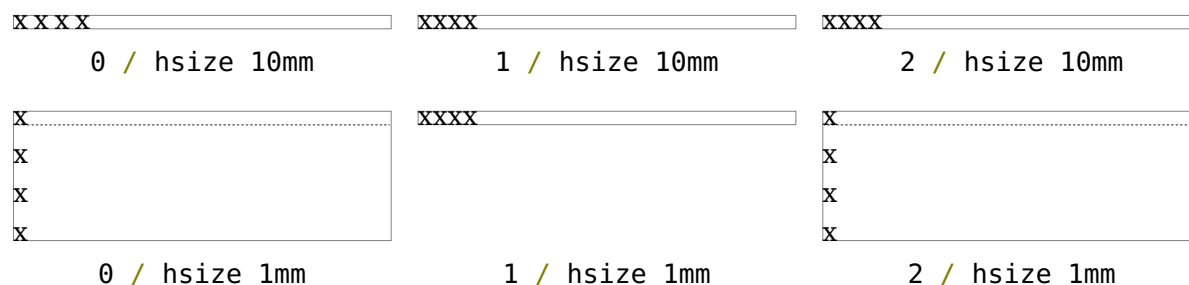 x x x x xxxx xxxx
0 / hsize 10mm 1 / hsize 10mm 2 / hsize 10mm
x xxxx x
x x
x x
x x
0 / hsize 1mm 1 / hsize 1mm 2 / hsize 1mm